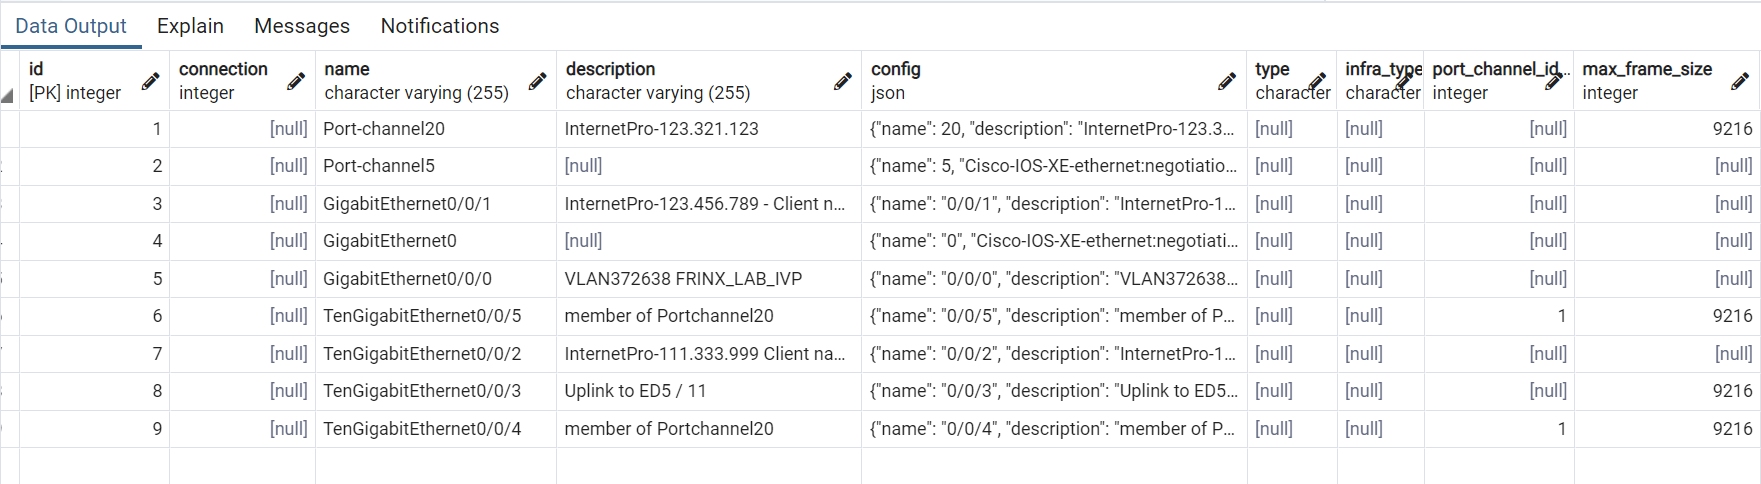 Data Output Explain Messages Notifications
id connection name description config type infra_type port_channel_id... max_frame_size
[PK] integer integer character varying (255) character varying (255) json character character integer integer
1 [null] Port-channel20 InternetPro-123.321.123 {"name": 20, "description": "InternetPro-123.3... [null] [null] [null] 9216
2 [null] Port-channel5 [null] {"name": 5, "Cisco-IOS-XE-ethernet:negotiatio... [null] [null] [null] [null]
3 [null] GigabitEthernet0/0/1 InternetPro-123.456.789 - Client n... {"name": "0/0/1", "description": "InternetPro-1... [null] [null] [null] [null]
4 [null] GigabitEthernet0 [null] {"name": "0", "Cisco-IOS-XE-ethernet:negotiati... [null] [null] [null] [null]
5 [null] GigabitEthernet0/0/0 VLAN372638 FRINX_LAB_IVP {"name": "0/0/0", "description": "VLAN372638... [null] [null] [null] [null]
6 [null] TenGigabitEthernet0/0/5 member of Portchannel20 {"name": "0/0/5", "description": "member of P... [null] [null] 1 9216
7 [null] TenGigabitEthernet0/0/2 InternetPro-111.333.999 Client na... {"name": "0/0/2", "description": "InternetPro-1... [null] [null] [null] [null]
8 [null] TenGigabitEthernet0/0/3 Uplink to ED5 / 11 {"name": "0/0/3", "description": "Uplink to ED5... [null] [null] [null] 9216
9 [null] TenGigabitEthernet0/0/4 member of Portchannel20 {"name": "0/0/4", "description": "member of P... [null] [null] 1 9216